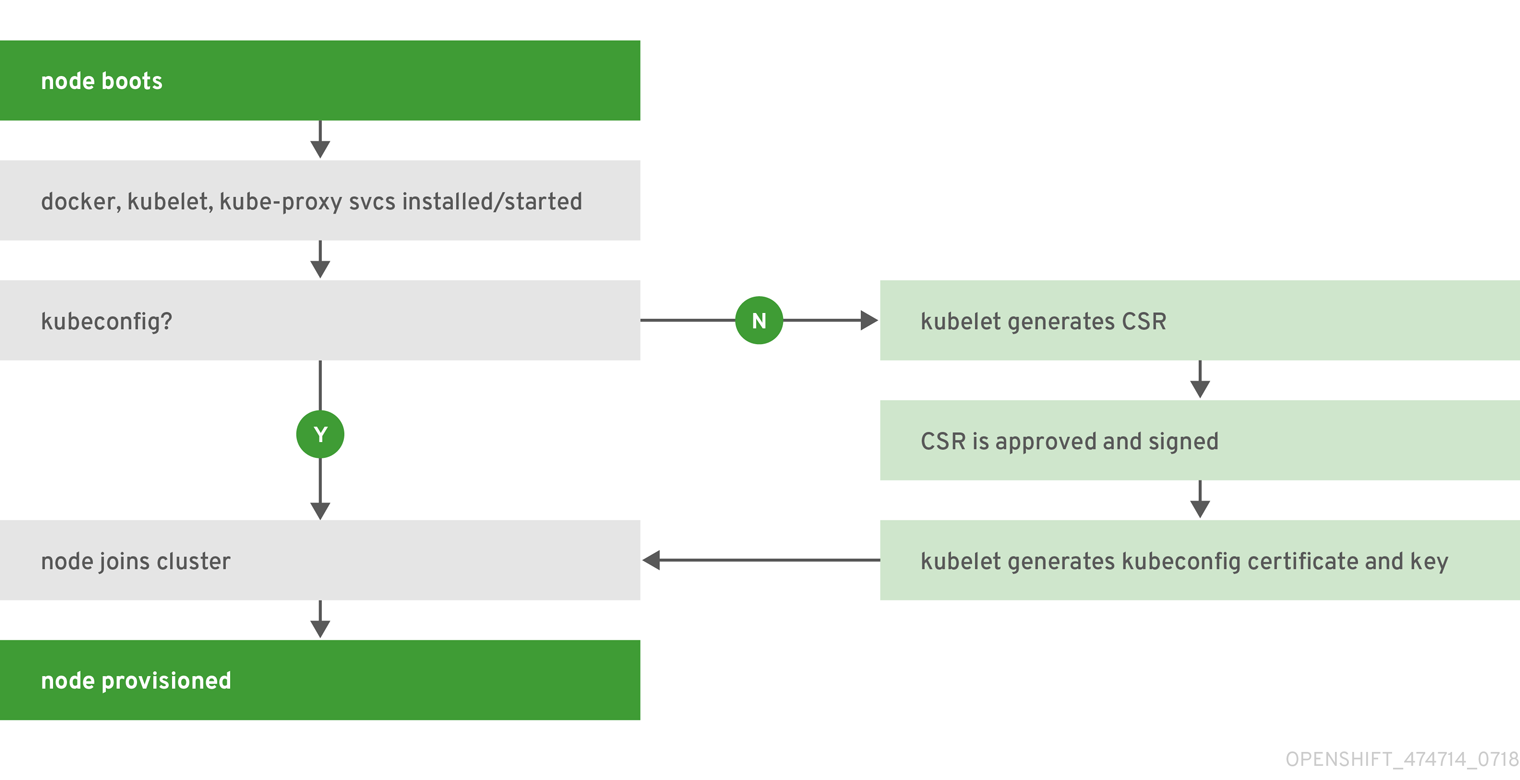 node boots
docker, kubelet, kube-proxy svcs installed/started
kubeconfig?
N
kubelet generates CSR
Y
CSR is approved and signed
node joins cluster
kubelet generates kubeconfig certificate and key
node provisioned
OPENSHIFT_474714_0718